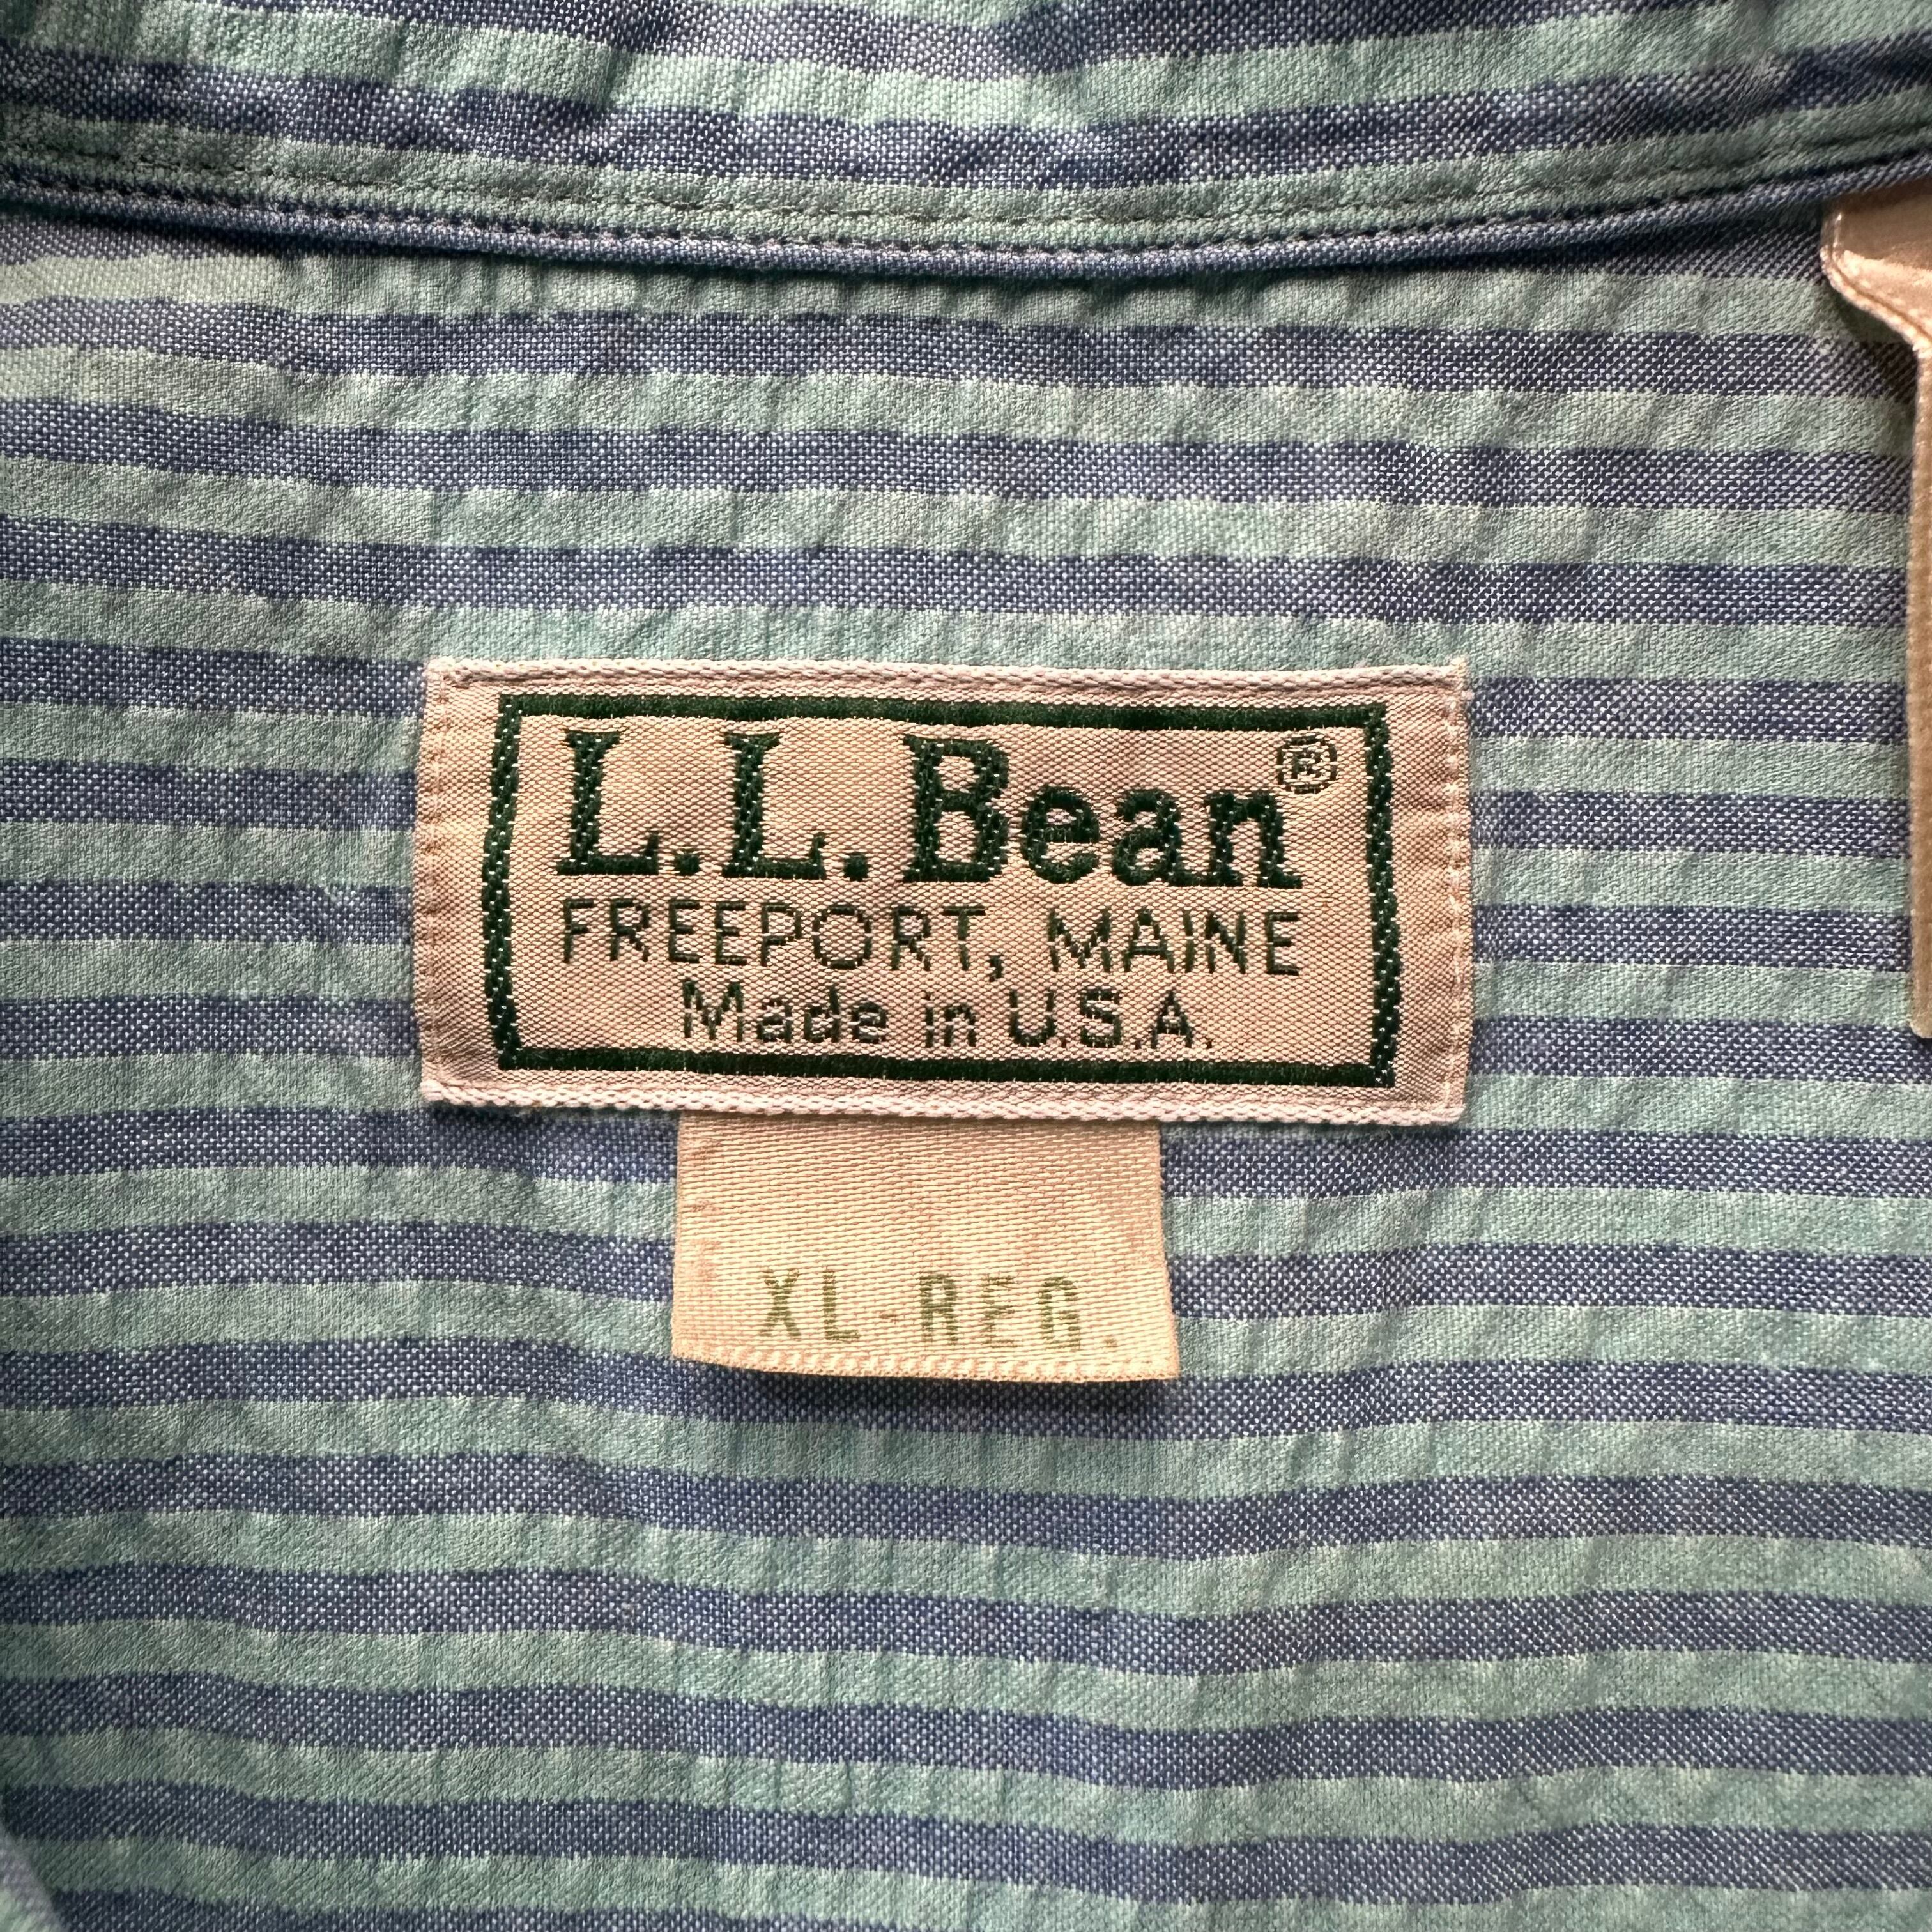 L.L.Bean®
FREEPORT, MAINE
Made in U.S.A.
XL-REG.